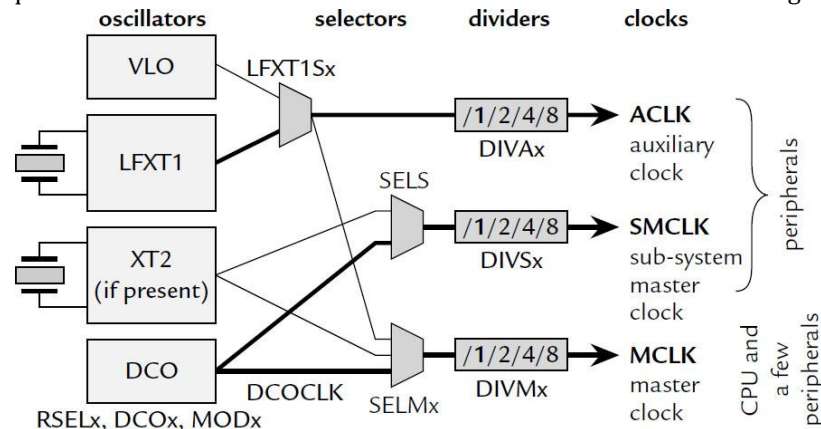 oscillators selectors dividers clocks
VLO
LFXT1Sx
LFXT1
/1/2/4/8
DIVAx
ACLK
auxiliary
clock
XT2
(if present)
SELS
/1/2/4/8
DIVSx
SMCLK
sub-system
master
clock
peripherals
DCO
DCOCLK
RSELx, DCOx, MODx
SELMx
/1/2/4/8
DIVMx
MCLK
master
clock
CPU and
a few
peripherals